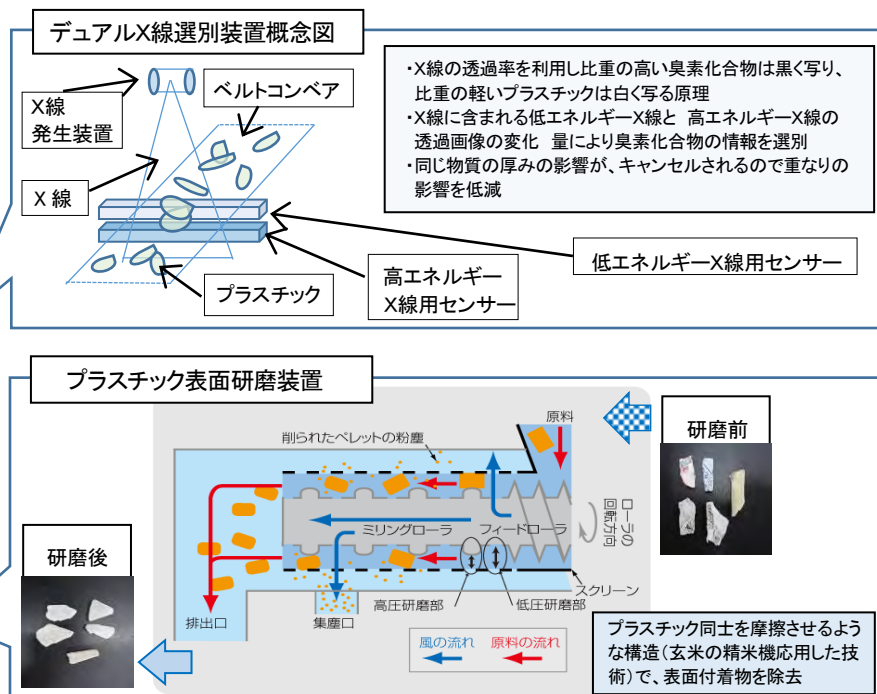 デュアルX線選別装置概念図
X線
発生装置
ベルトコンベア
X 線
プラスチック
高エネルギー
X線用センサー
低エネルギーX線用センサー
・X線の透過率を利用し比重の高い臭素化合物は黒く写り、
比重の軽いプラスチックは白く写る原理
・X線に含まれる低エネルギーX線と 高エネルギーX線の
透過画像の変化 量により臭素化合物の情報を選別
・同じ物質の厚みの影響が、キャンセルされるので重なりの
影響を低減
プラスチック表面研磨装置
原料
研磨前
削られたペレットの粉塵
ローラの
回転方向
ミリングローラ
フィードローラ
研磨後
スクリーン
高圧研磨部
低圧研磨部
排出口
集塵口
風の流れ
原料の流れ
プラスチック同士を摩擦させるよう
な構造(玄米の精米機応用した技
術)で、表面付着物を除去